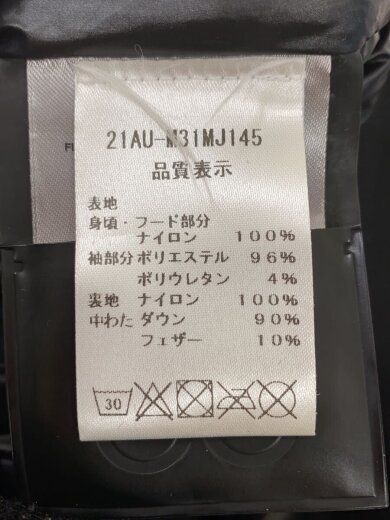 21AU-M31MJ145
品質表示
表地
身頃・フード部分
ナイロン 100%
袖部分 ポリエステル 96%
ポリウレタン 4%
裏地 ナイロン 100%
中わた ダウン 90%
フェザー 10%
30